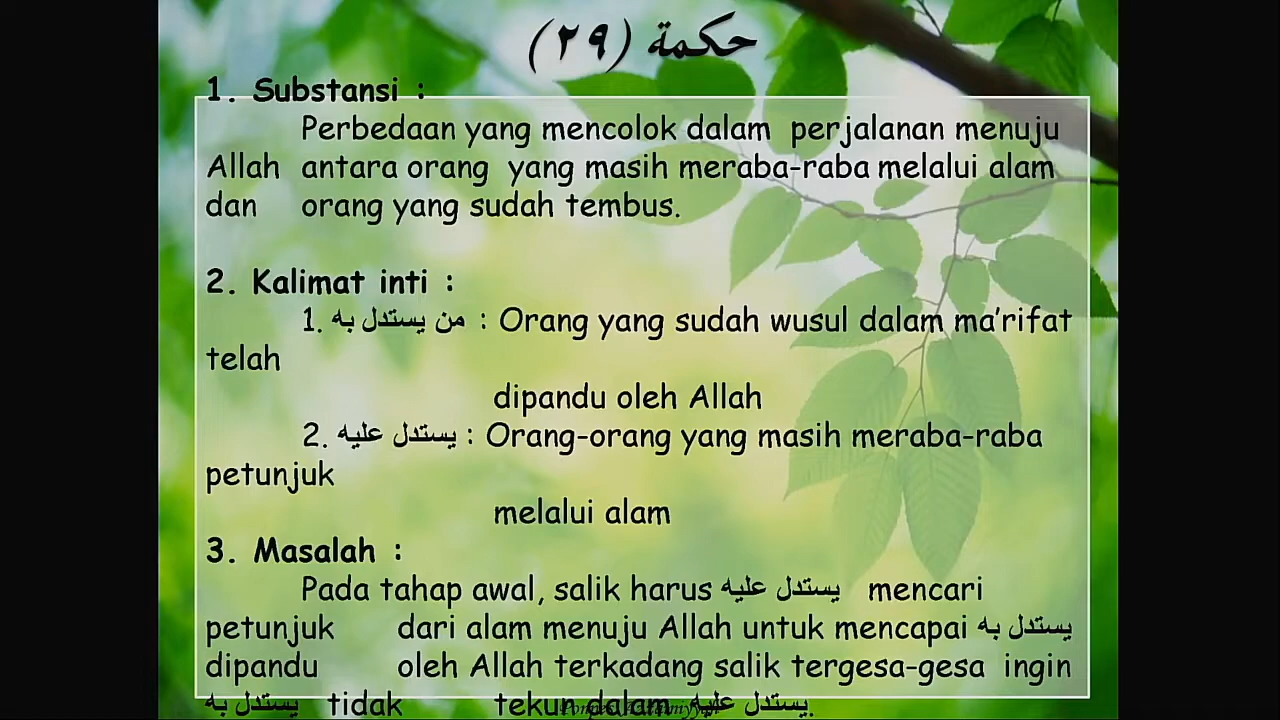 حكمة (٢٩)
1. Substansi :
Perbedaan yang mencolok dalam perjalanan menuju
Allah antara orang yang masih meraba-raba melalui alam
dan orang yang sudah tembus.
2. Kalimat inti :
1. من يستدل به : Orang yang sudah wusul dalam ma’rifat
telah
dipandu oleh Allah
2. يستدل عليه : Orang-orang yang masih meraba-raba
petunjuk
melalui alam
3. Masalah :
Pada tahap awal, salik harus يستدل عليه mencari
petunjuk dari alam menuju Allah untuk mencapai يستدل به
dipandu oleh Allah terkadang salik tergesa-gesa ingin
يستدل به tidak tekun dalam يستدل عليه.